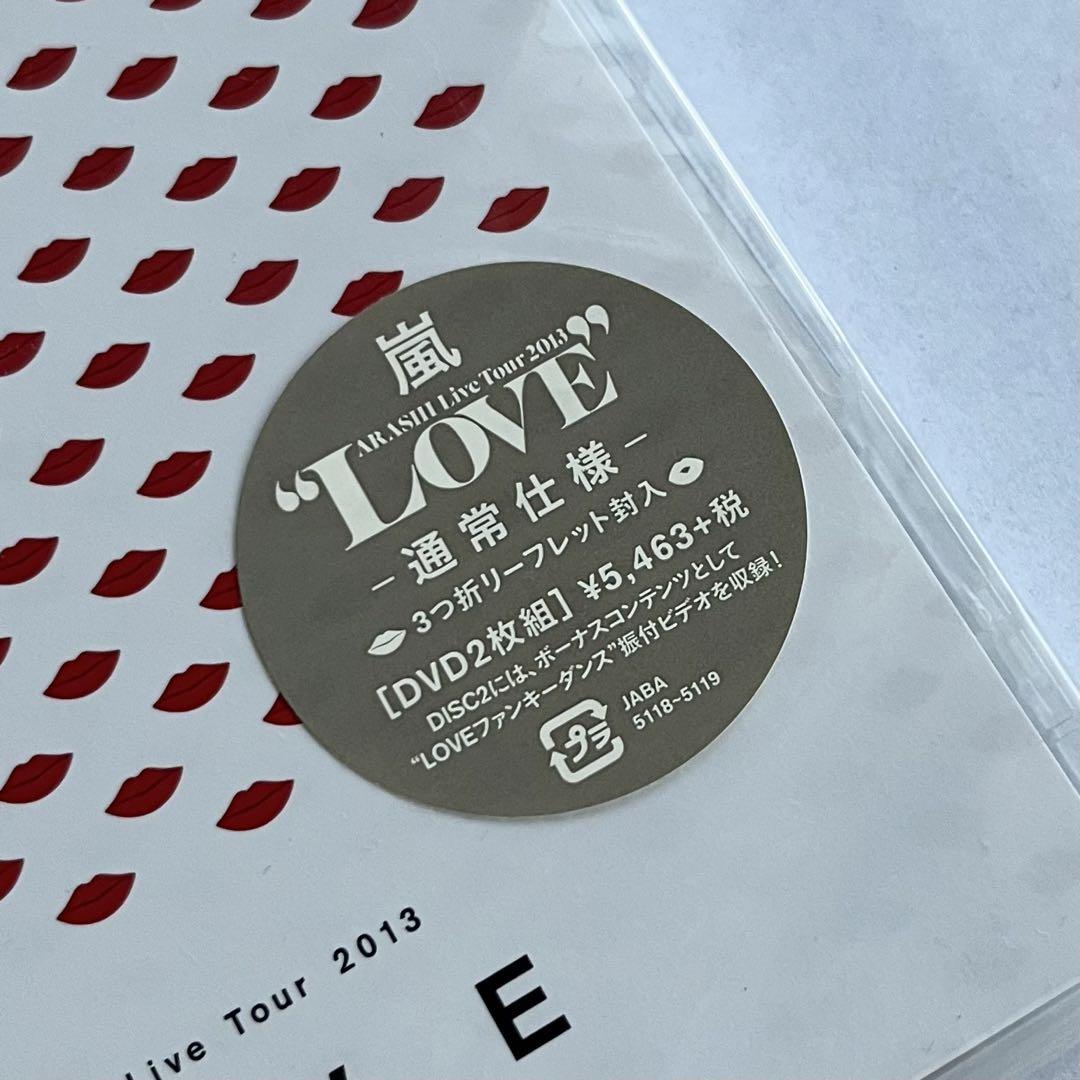 嵐
ARASHI Live Tour 2013
“LOVE”
－通常仕様－
3つ折リーフレット封入
[DVD2枚組] ¥5,463+税
DISC2には、ボーナスコンテンツとして
“LOVEファンキーダンス”振付ビデオを収録!
プラ
JABA
5118~5119
Live Tour 2013
E